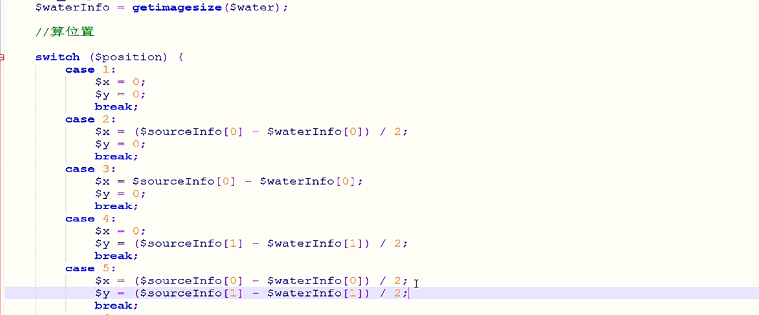 $waterInfo = getimagesize($water);
//算位置
switch ($position) {
case 1:
$x = 0;
$y = 0;
break;
case 2:
$x = ($sourceInfo[0] - $waterInfo[0]) / 2;
$y = 0;
break;
case 3:
$x = $sourceInfo[0] - $waterInfo[0];
$y = 0;
break;
case 4:
$x = 0;
$y = ($sourceInfo[1] - $waterInfo[1]) / 2;
break;
case 5:
$x = ($sourceInfo[0] - $waterInfo[0]) / 2;
$y = ($sourceInfo[1] - $waterInfo[1]) / 2;
break;